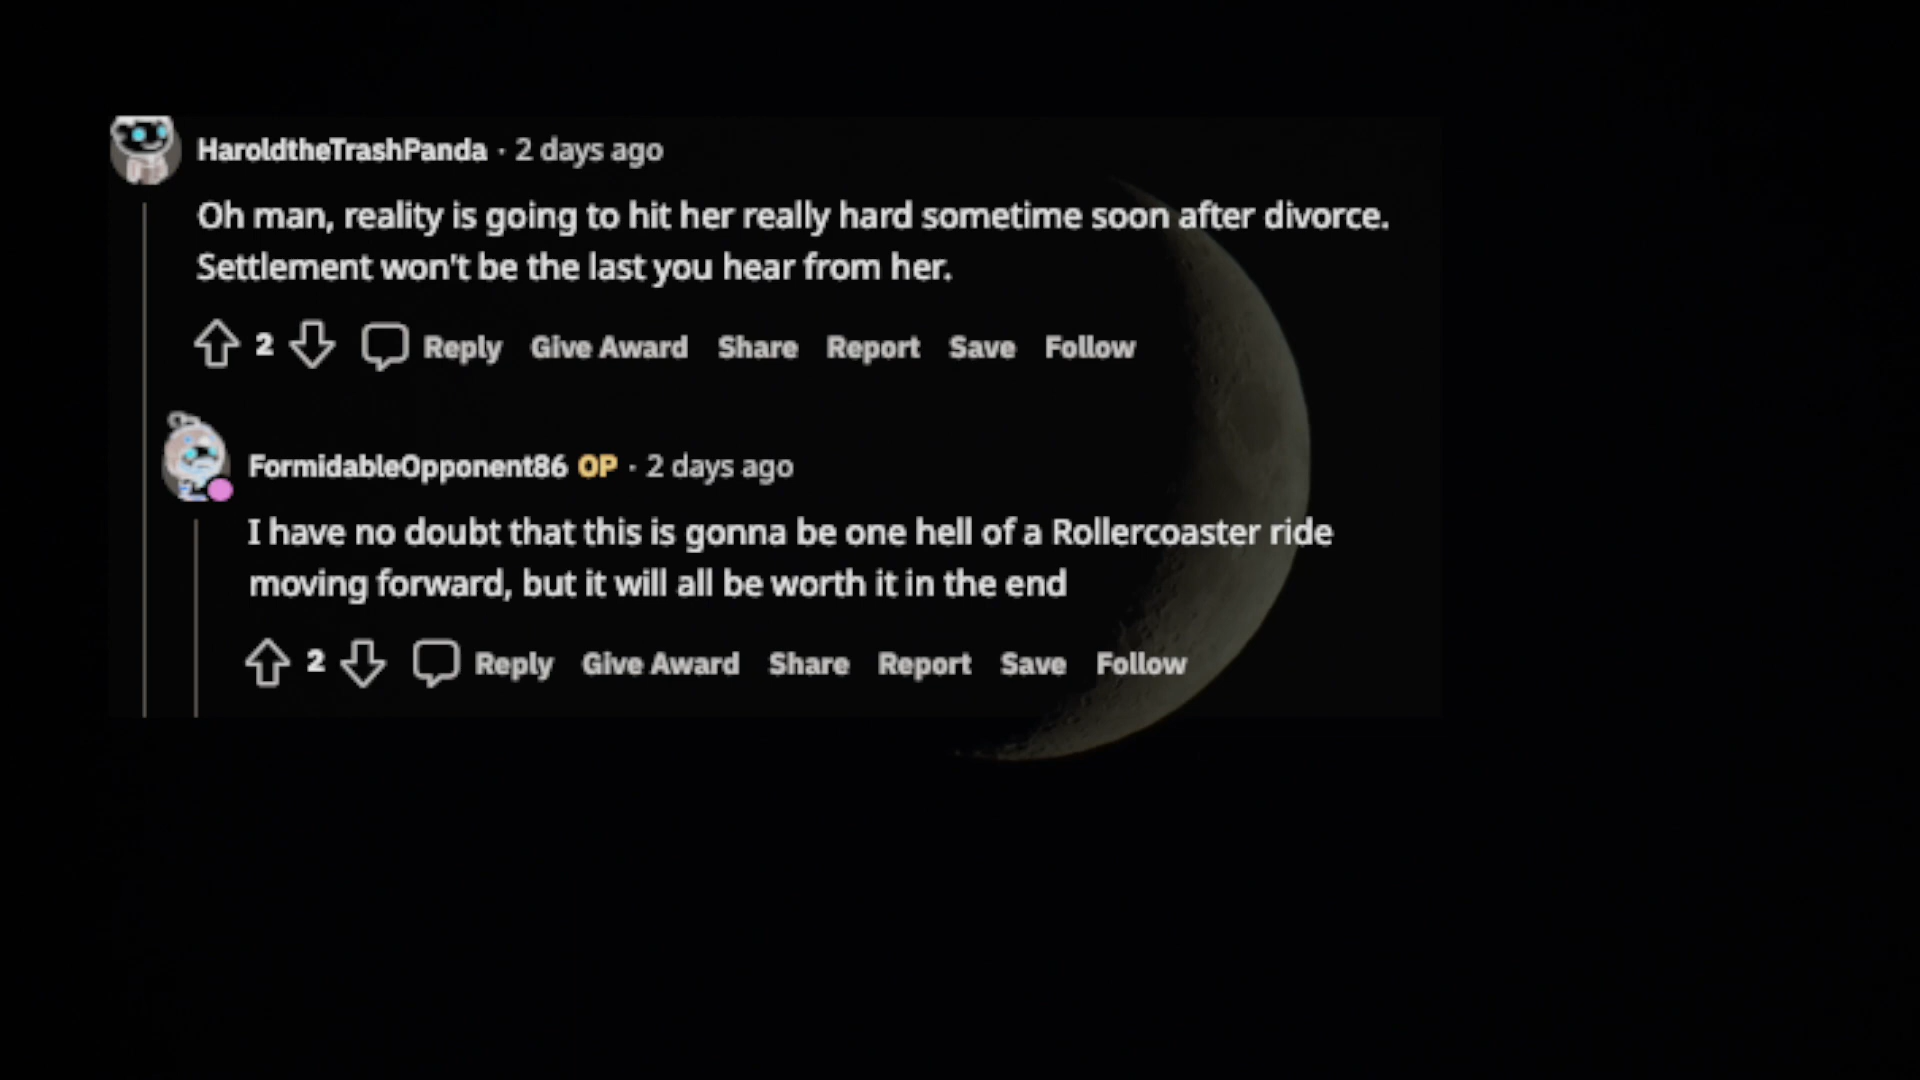 HaroldtheTrashPanda · 2 days ago
Oh man, reality is going to hit her really hard sometime soon after divorce.
Settlement won't be the last you hear from her.
2 Reply Give Award Share Report Save Follow
FormidableOpponent86 OP · 2 days ago
I have no doubt that this is gonna be one hell of a Rollercoaster ride
moving forward, but it will all be worth it in the end
2 Reply Give Award Share Report Save Follow